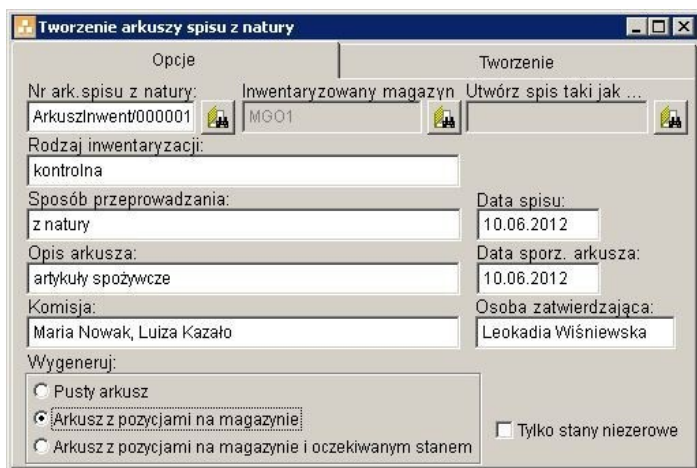 Tworzenie arkuszy spisu z natury
Opcje Tworzenie
Nr ark.spisu z natury: Inwentaryzowany magazyn Utwórz spis taki jak ...
ArkuszInwent/000001 MGO1
Rodzaj inwentaryzacji:
kontrolna
Sposób przeprowadzania: Data spisu:
z natury 10.06.2012
Opis arkusza: Data sporz. arkusza:
artykuły spożywcze 10.06.2012
Komisja: Osoba zatwierdzająca:
Maria Nowak, Luiza Kazało Leokadia Wiśniewska
Wygeneruj:
Pusty arkusz
Arkusz z pozycjami na magazynie
Tylko stany niezerowe
Arkusz z pozycjami na magazynie i oczekiwanym stanem